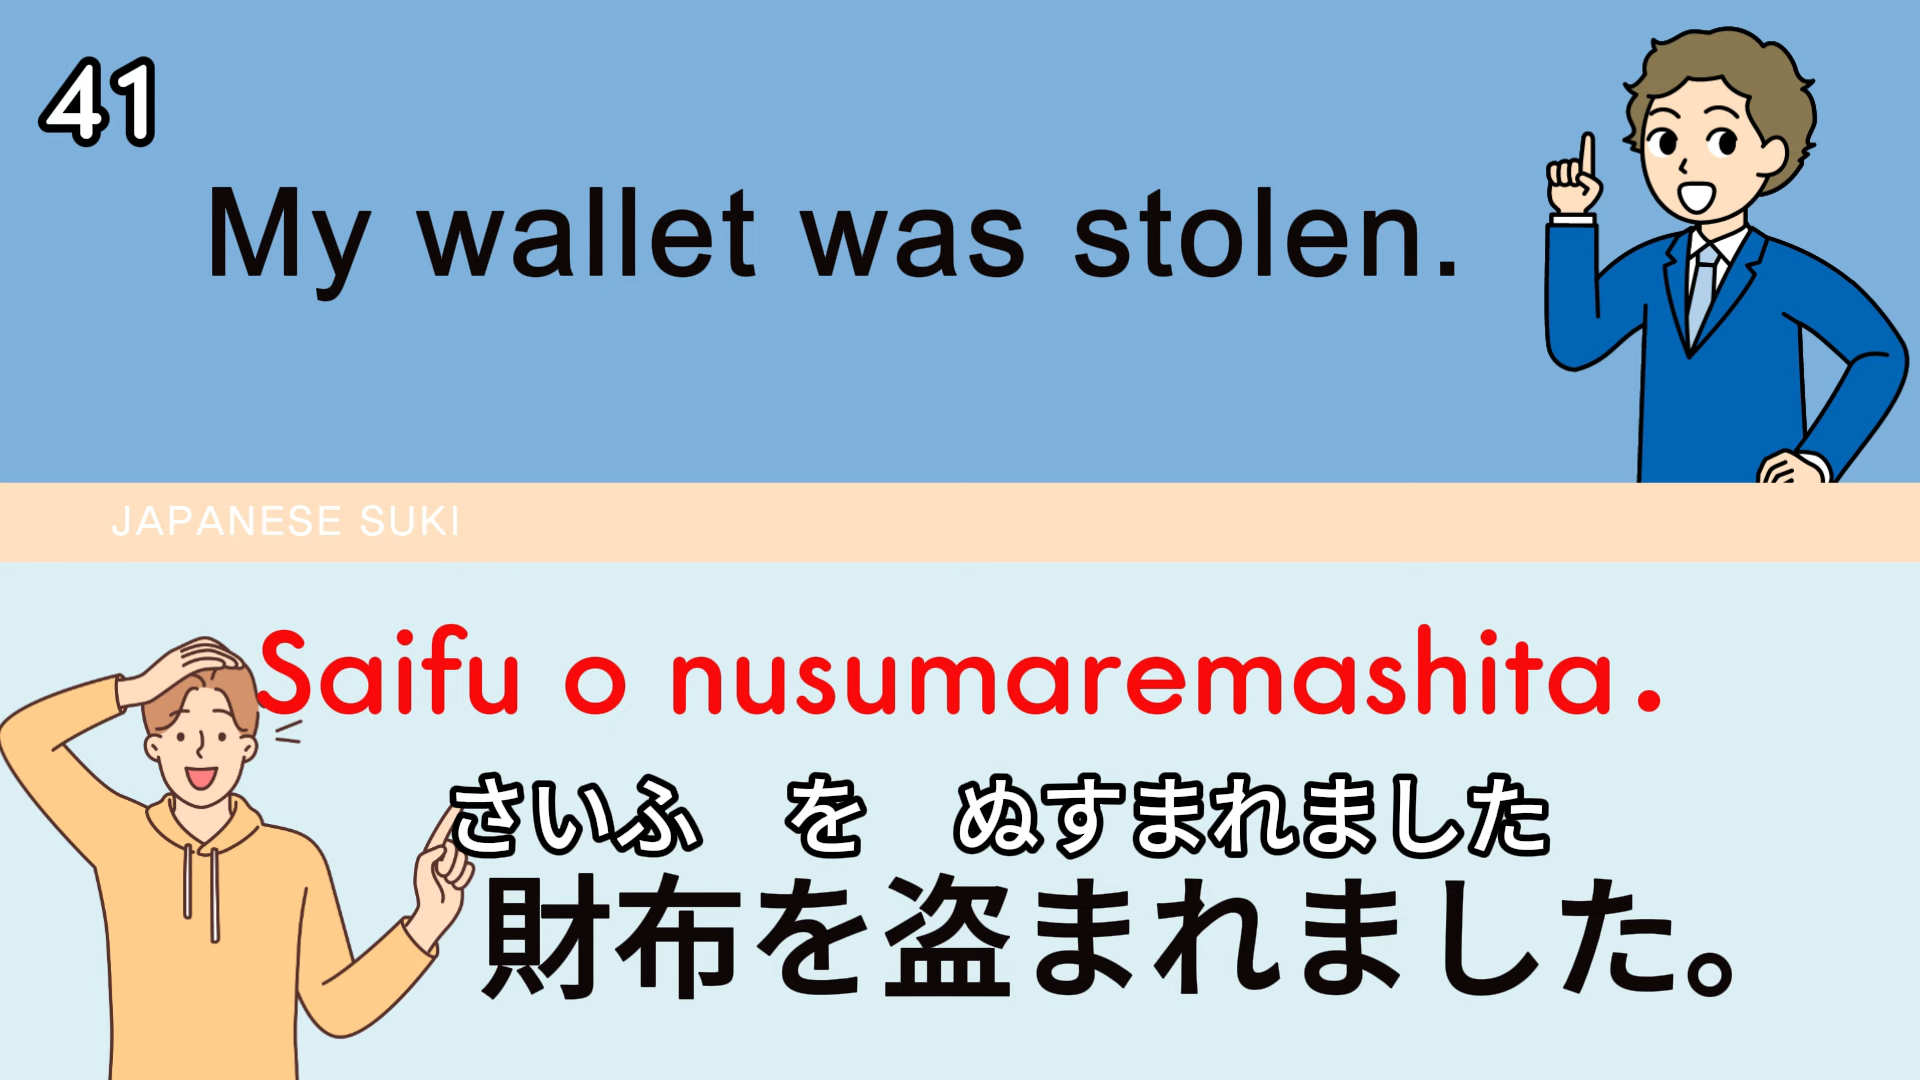 41
My wallet was stolen.
JAPANESE SUKI
Saifu o nusumaremashita.
さいふ　を　ぬすまれました
財布を盗まれました。